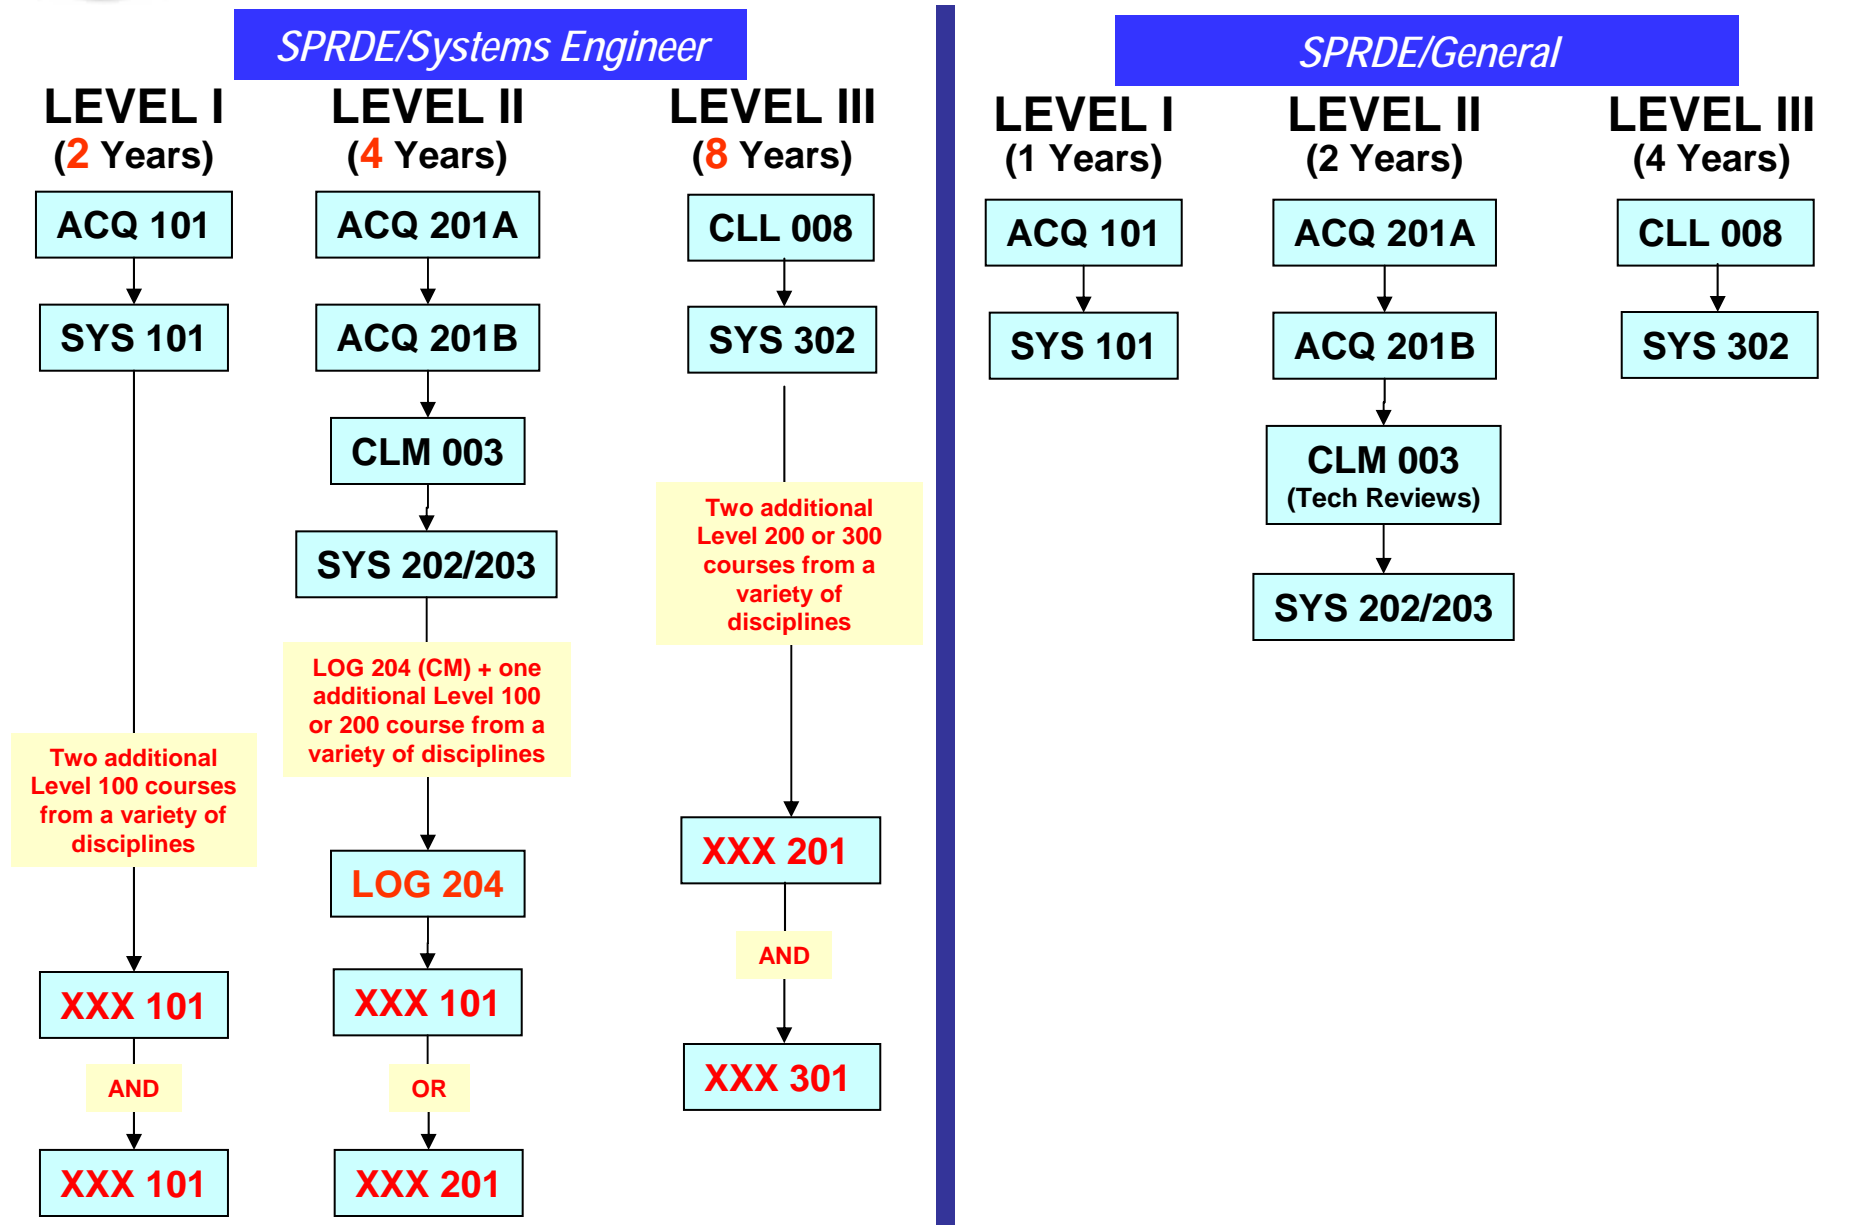 SPRDE/Systems Engineer
LEVEL I
(2 Years)
ACQ 101
SYS 101
Two additional
Level 100 courses
from a variety of
disciplines
XXX 101
AND
XXX 101
LEVEL II
(4 Years)
ACQ 201A
ACQ 201B
CLM 003
SYS 202/203
LOG 204 (CM) + one
additional Level 100
or 200 course from a
variety of disciplines
LOG 204
XXX 101
OR
XXX 201
LEVEL III
(8 Years)
CLL 008
SYS 302
Two additional
Level 200 or 300
courses from a
variety of
disciplines
XXX 201
AND
XXX 301
SPRDE/General
LEVEL I
(1 Years)
ACQ 101
SYS 101
LEVEL II
(2 Years)
ACQ 201A
ACQ 201B
CLM 003
(Tech Reviews)
SYS 202/203
LEVEL III
(4 Years)
CLL 008
SYS 302